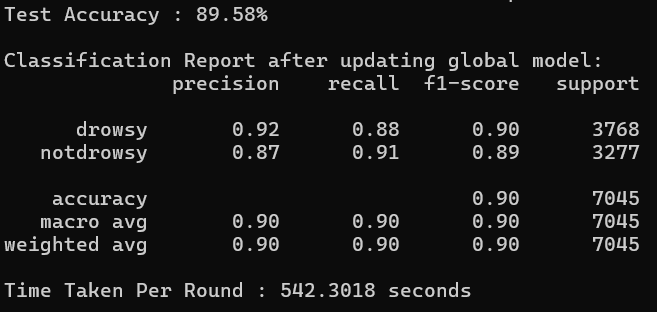 Test Accuracy : 89.58%
Classification Report after updating global model:
precision recall f1-score support
drowsy 0.92 0.88 0.90 3768
notdrowsy 0.87 0.91 0.89 3277
accuracy 0.90 7045
macro avg 0.90 0.90 0.90 7045
weighted avg 0.90 0.90 0.90 7045
Time Taken Per Round : 542.3018 seconds